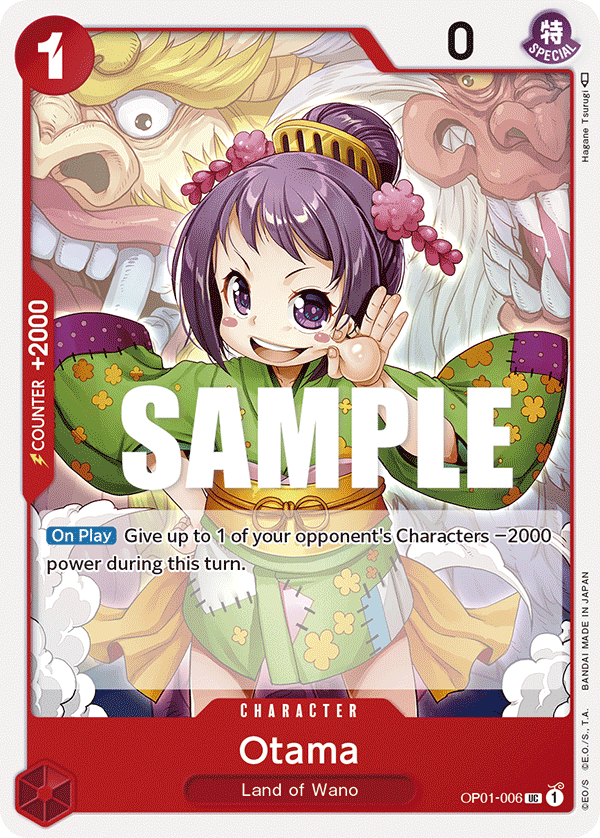 1
0
特
SPECIAL
Hagane Tsurugi
COUNTER +2000
SAMPLE
On Play Give up to 1 of your opponent's Characters −2000
power during this turn.
CHARACTER
Otama
Land of Wano
OP01-006 UC 1
©EO/S ©E.O./S., T.A. BANDAI MADE IN JAPAN